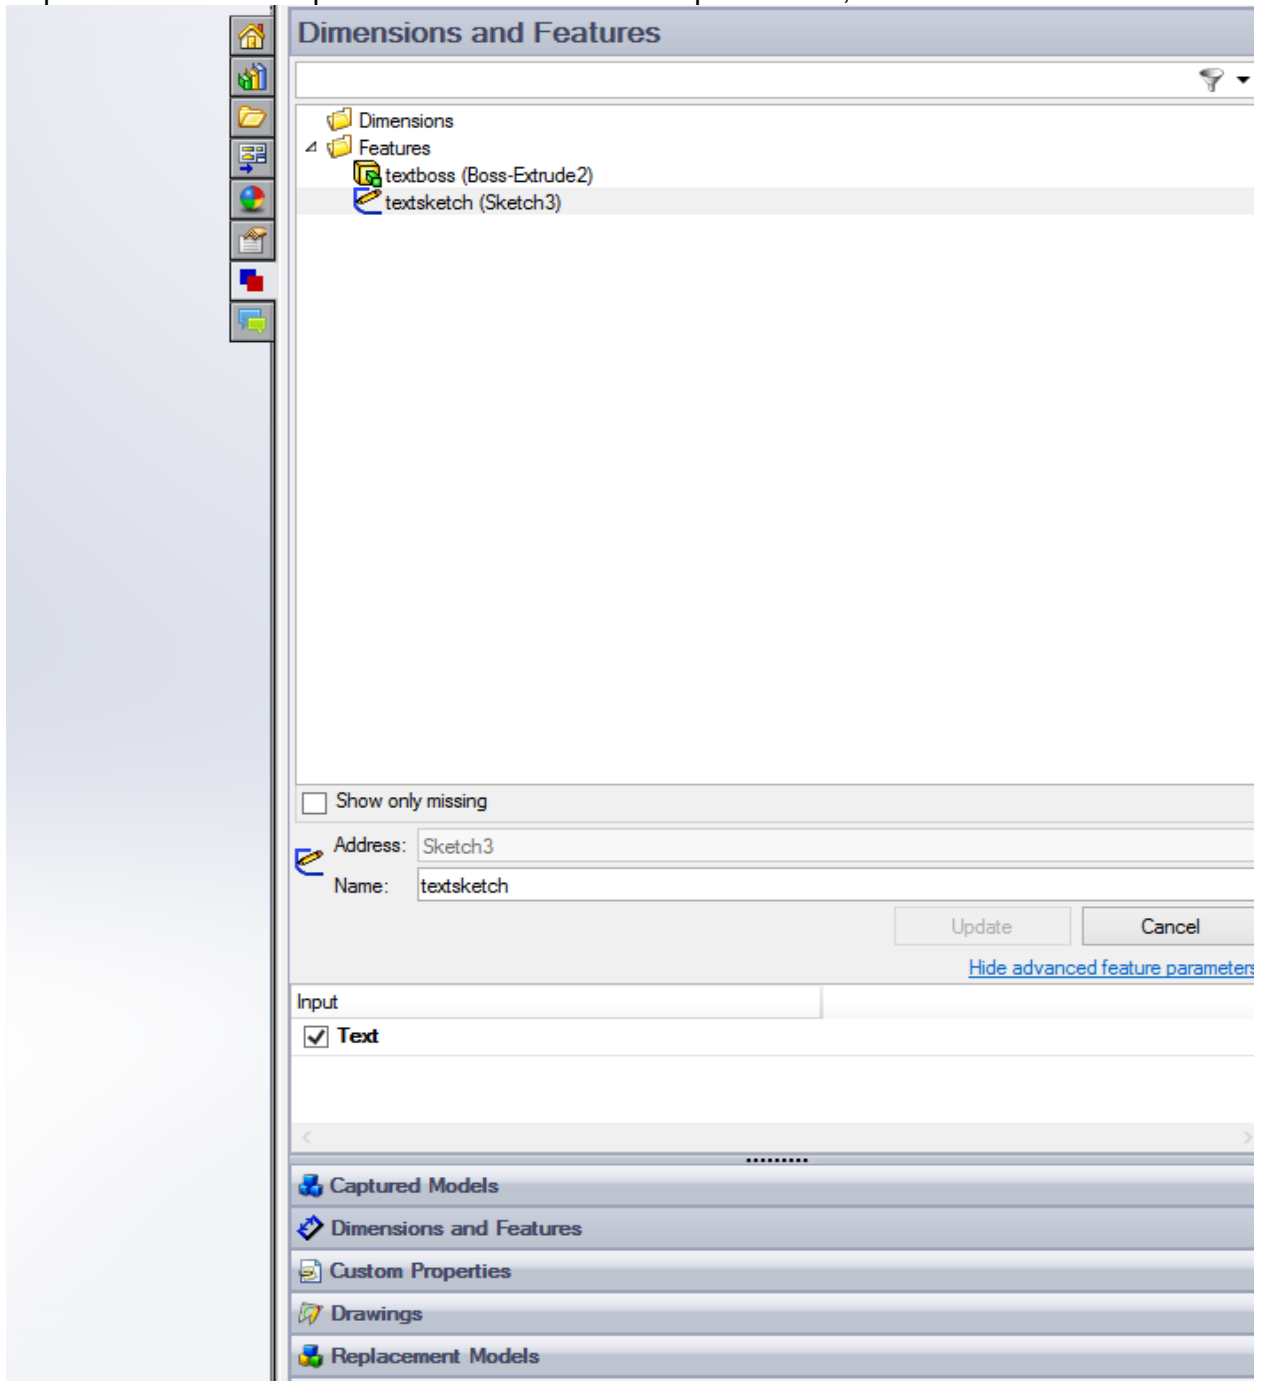 Dimensions and Features
Dimensions
Features
textboss (Boss-Extrude2)
textsketch (Sketch3)
Show only missing
Address: Sketch3
Name: textsketch
Update Cancel
Hide advanced feature parameters
Input
Text
Captured Models
Dimensions and Features
Custom Properties
Drawings
Replacement Models